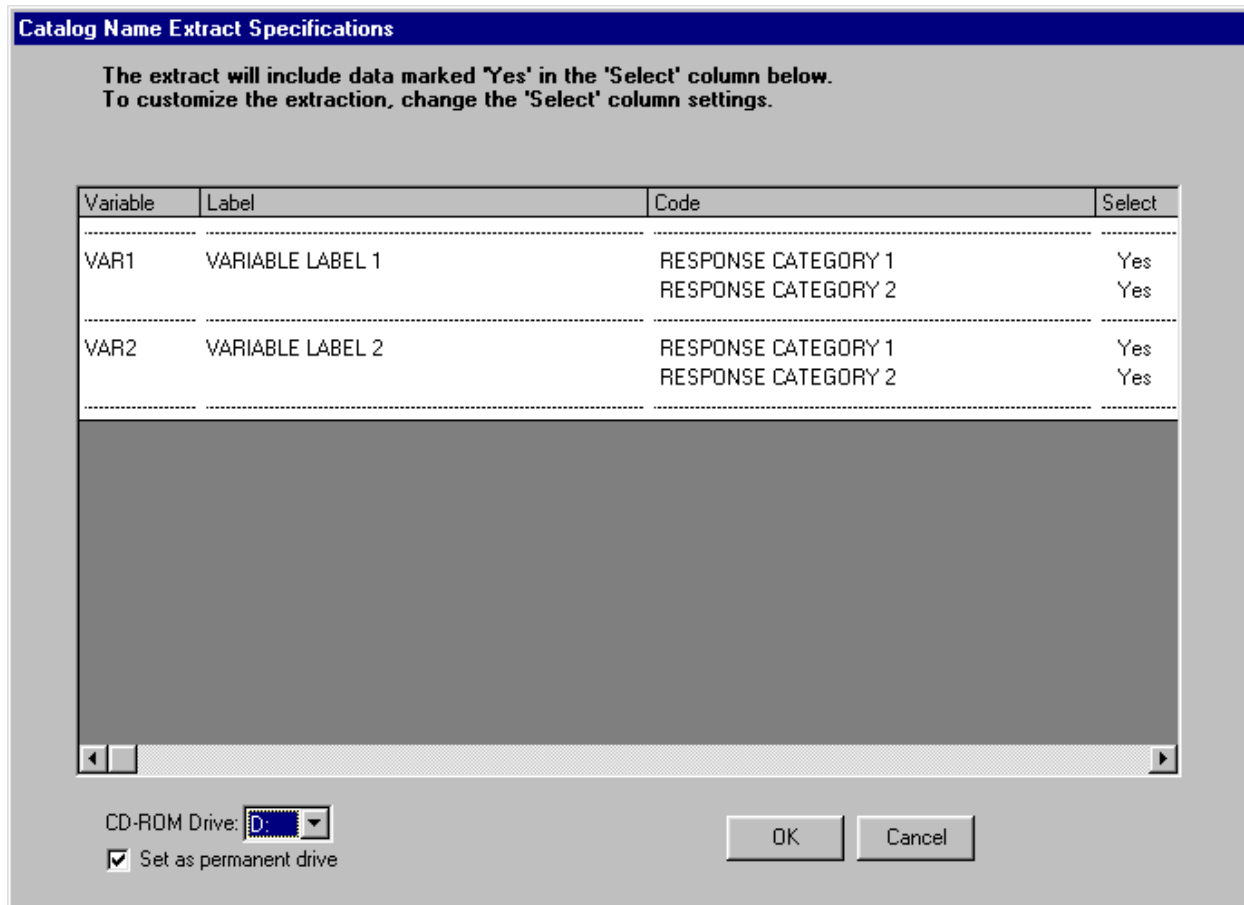 Catalog Name Extract Specifications
The extract will include data marked 'Yes' in the 'Select' column below.
To customize the extraction, change the 'Select' column settings.
Variable Label Code Select
VAR1 VARIABLE LABEL 1 RESPONSE CATEGORY 1 Yes
RESPONSE CATEGORY 2 Yes
VAR2 VARIABLE LABEL 2 RESPONSE CATEGORY 1 Yes
RESPONSE CATEGORY 2 Yes
CD-ROM Drive: D:
Set as permanent drive
OK Cancel